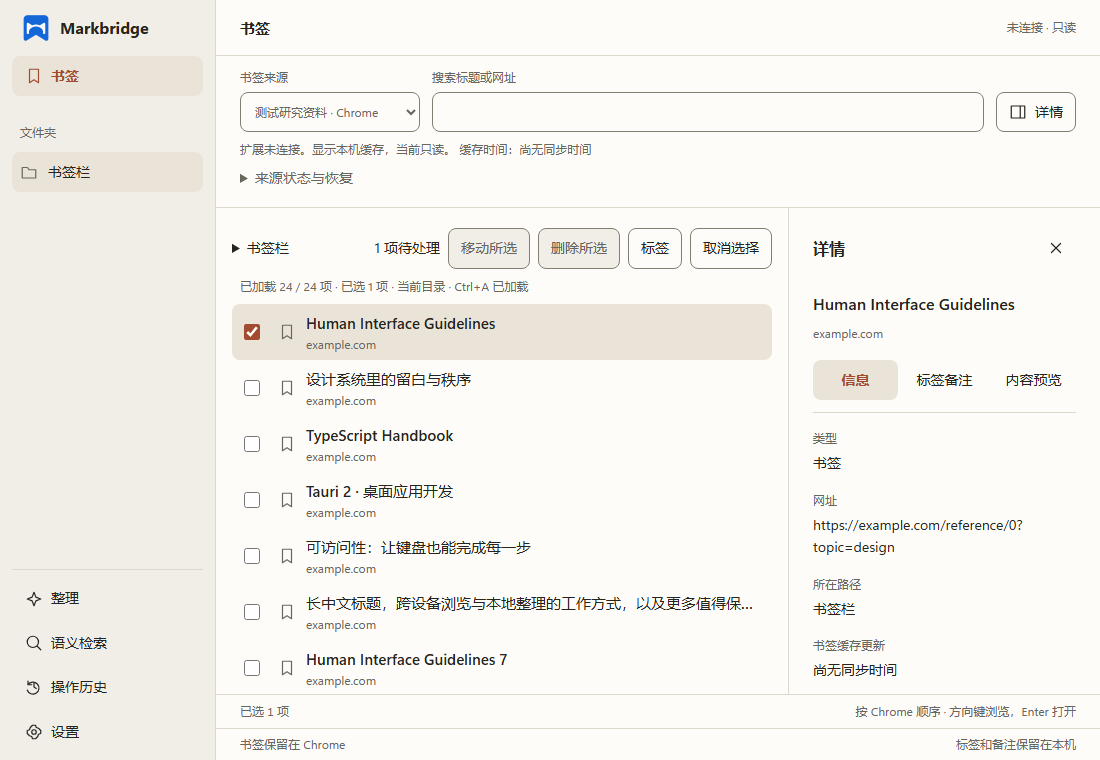 Markbridge
书签
文件夹
书签栏
整理
语义检索
操作历史
设置
书签
未连接 · 只读
书签来源
搜索标题或网址
测试研究资料 · Chrome
详情
扩展未连接。显示本机缓存，当前只读。 缓存时间：尚无同步时间
来源状态与恢复
书签栏
1 项待处理
移动所选
删除所选
标签
取消选择
已加载 24 / 24 项 · 已选 1 项 · 当前目录 · Ctrl+A 已加载
Human Interface Guidelines
example.com
设计系统里的留白与秩序
example.com
TypeScript Handbook
example.com
Tauri 2 · 桌面应用开发
example.com
可访问性：让键盘也能完成每一步
example.com
长中文标题，跨设备浏览与本地整理的工作方式，以及更多值得保...
example.com
Human Interface Guidelines 7
example.com
详情
Human Interface Guidelines
example.com
信息
标签备注
内容预览
类型
书签
网址
https://example.com/reference/0?
topic=design
所在路径
书签栏
书签缓存更新
尚无同步时间
已选 1 项
按 Chrome 顺序 · 方向键浏览，Enter 打开
书签保留在 Chrome
标签和备注保留在本机